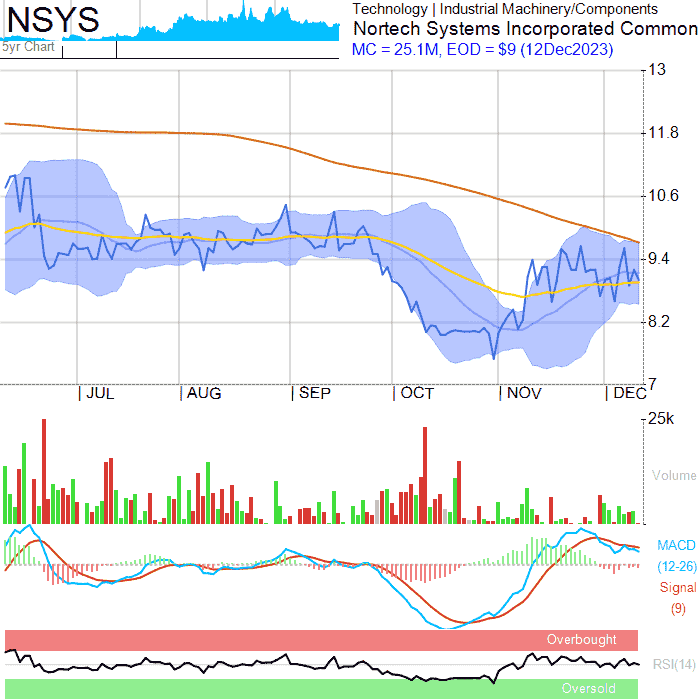 NSYS
5yr Chart
Technology | Industrial Machinery/Components
Nortech Systems Incorporated Common
MC = 25.1M, EOD = $9 (12Dec2023)
13
11.8
10.6
9.4
8.2
7
JUL
AUG
SEP
OCT
NOV
DEC
25k
Volume
MACD
(12-26)
Signal
(9)
Overbought
RSI(14)
Oversold